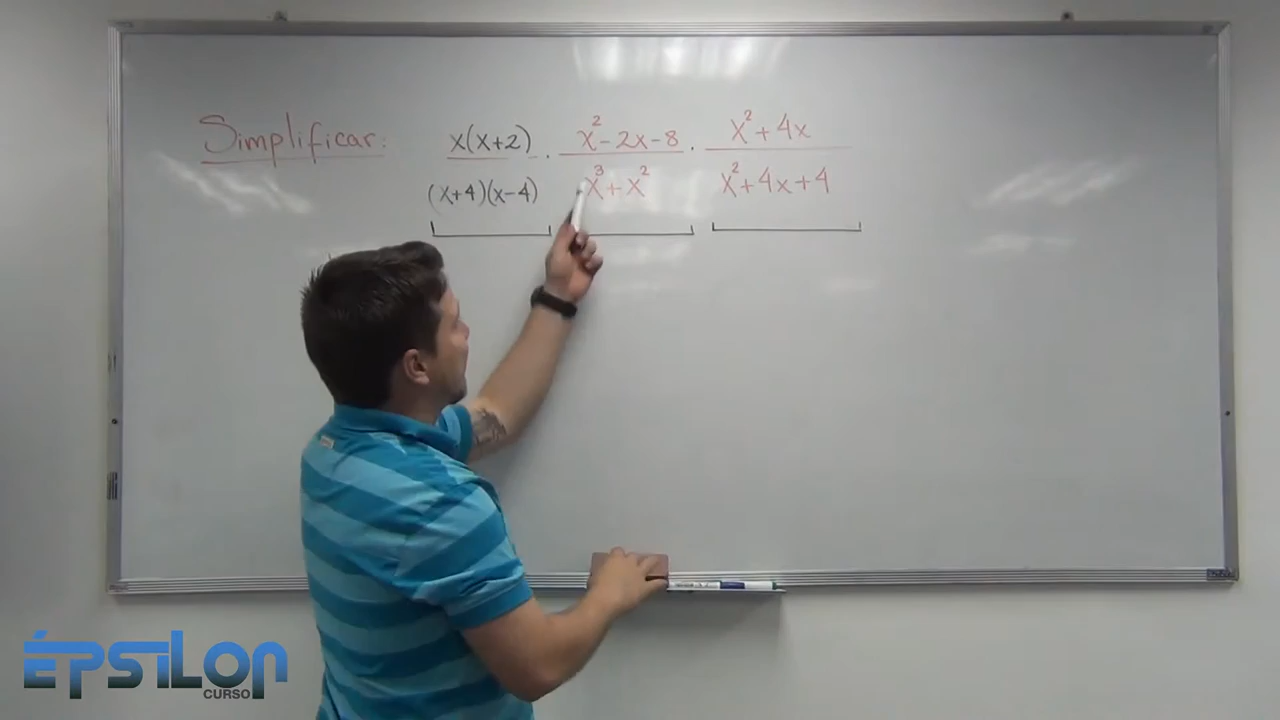 Simplificar: x(x+2)/(x+4)(x-4) · x²-2x-8/x³+x² · x²+4x/x²+4x+4
ÉPSILON
CURSO